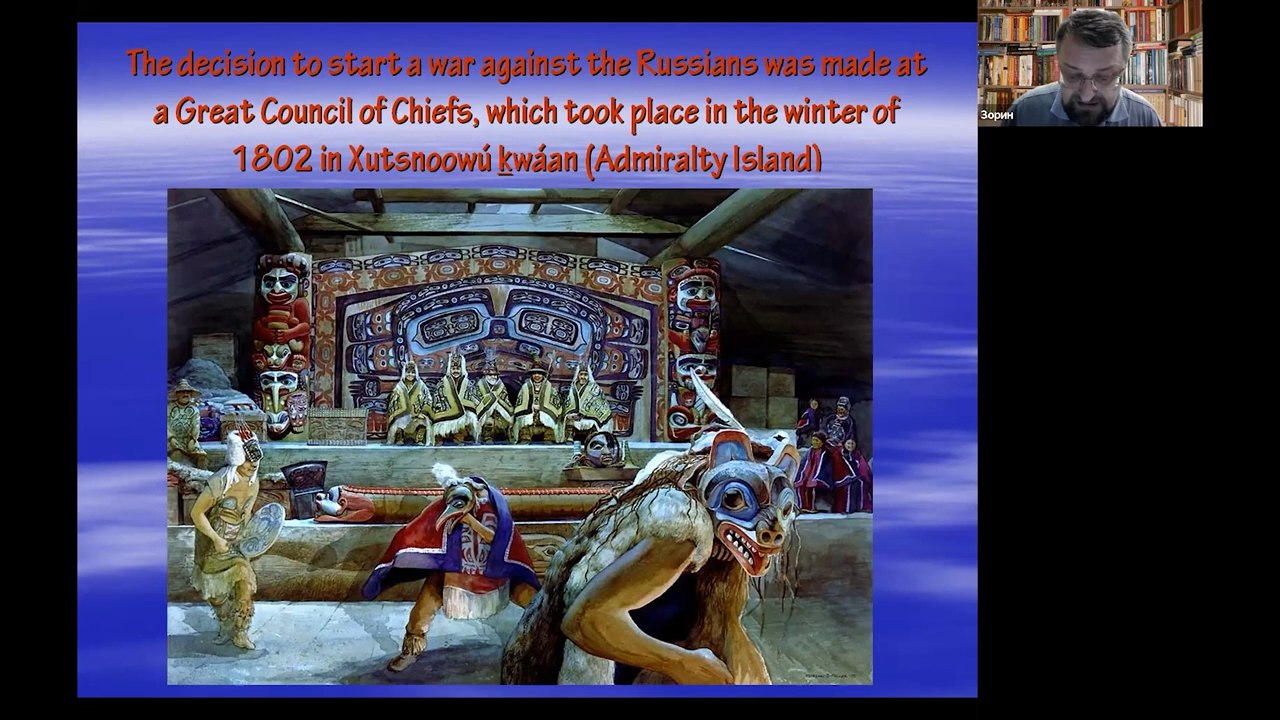 The decision to start a war against the Russians was made at
a Great Council of Chiefs, which took place in the winter of
1802 in Xutsnoowú ḵwáan (Admiralty Island)
Зорин